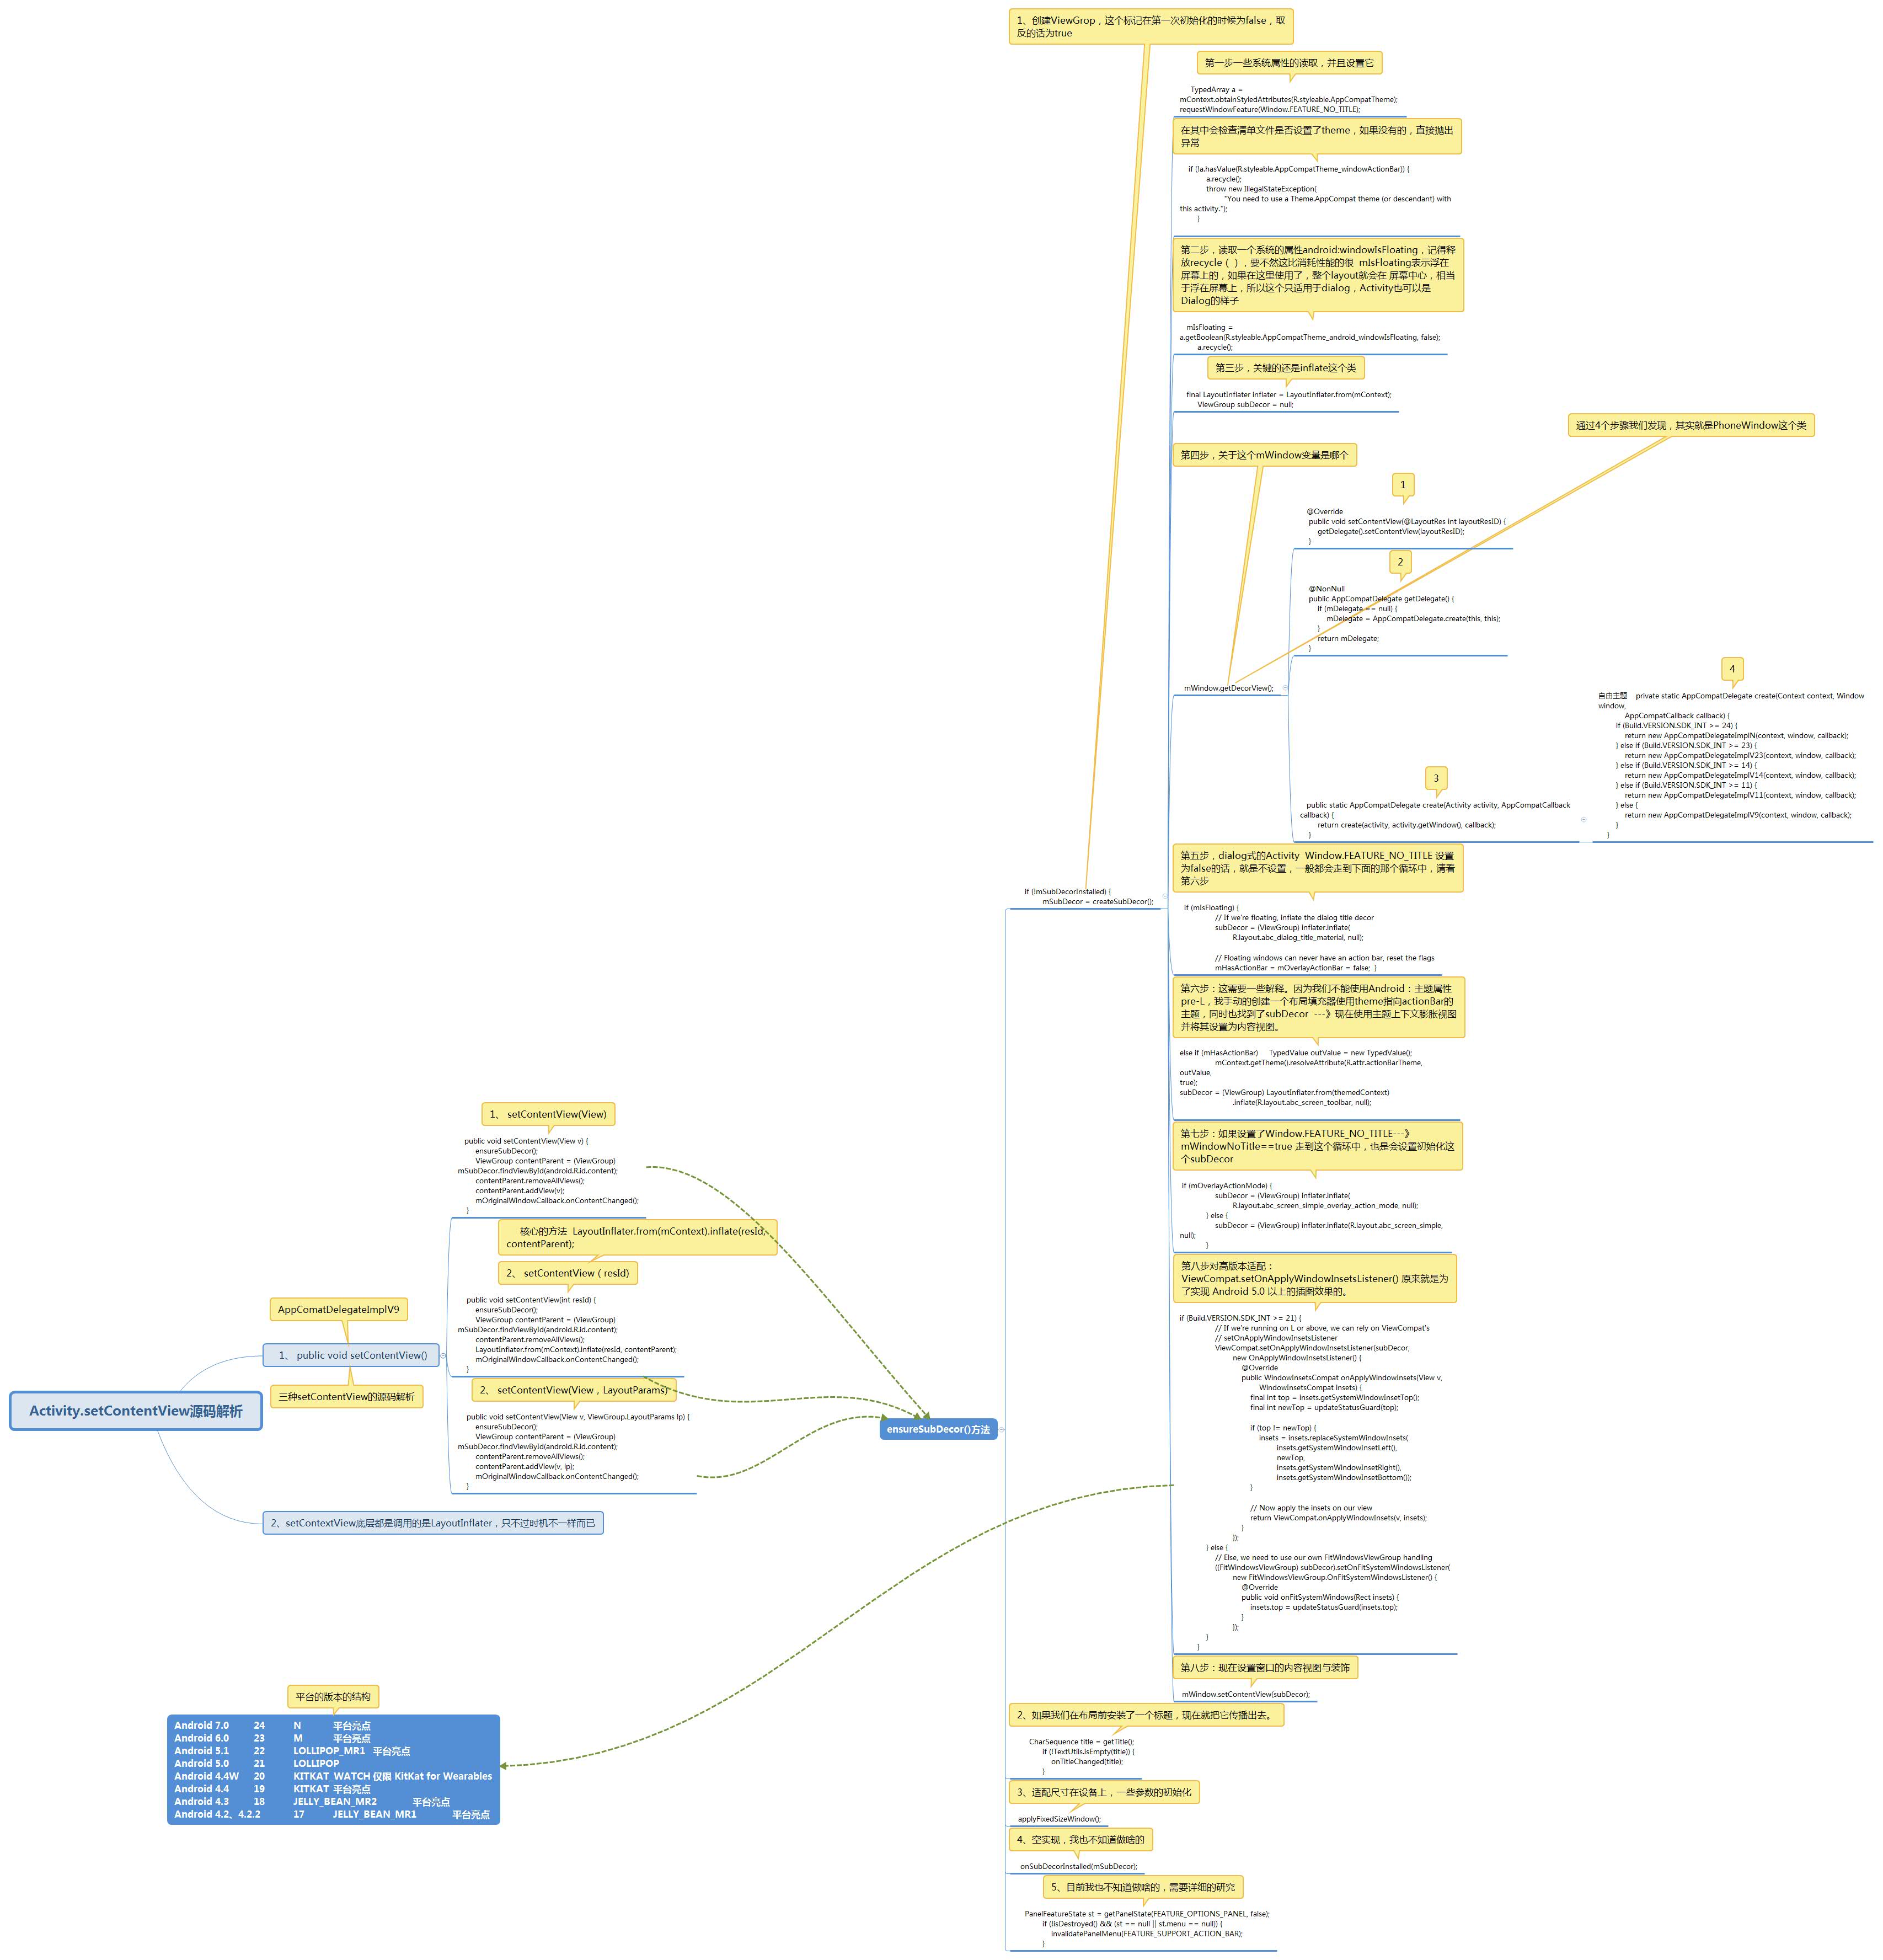 Activity.setContentView源码解析
AppComatDelegateImplV9
1、 public void setContentView()
三种setContentView的源码解析
1、 setContentView(View)
public void setContentView(View v) {
ensureSubDecor();
ViewGroup contentParent = (ViewGroup)
mSubDecor.findViewById(android.R.id.content);
contentParent.removeAllViews();
contentParent.addView(v);
mOriginalWindowCallback.onContentChanged();
}
核心的方法 LayoutInflater.from(mContext).inflate(resId,
contentParent);
2、 setContentView（resId)
public void setContentView(int resId) {
ensureSubDecor();
ViewGroup contentParent = (ViewGroup)
mSubDecor.findViewById(android.R.id.content);
contentParent.removeAllViews();
LayoutInflater.from(mContext).inflate(resId, contentParent);
mOriginalWindowCallback.onContentChanged();
}
2、 setContentView(View，LayoutParams)
public void setContentView(View v, ViewGroup.LayoutParams lp) {
ensureSubDecor();
ViewGroup contentParent = (ViewGroup)
mSubDecor.findViewById(android.R.id.content);
contentParent.removeAllViews();
contentParent.addView(v, lp);
mOriginalWindowCallback.onContentChanged();
}
2、setContextView底层都是调用的是LayoutInflater，只不过时机不一样而已
平台的版本的结构
Android 7.0 24 N 平台亮点
Android 6.0 23 M 平台亮点
Android 5.1 22 LOLLIPOP_MR1 平台亮点
Android 5.0 21 LOLLIPOP
Android 4.4W 20 KITKAT_WATCH 仅限 KitKat for Wearables
Android 4.4 19 KITKAT 平台亮点
Android 4.3 18 JELLY_BEAN_MR2 平台亮点
Android 4.2、4.2.2 17 JELLY_BEAN_MR1 平台亮点
ensureSubDecor()方法
1、创建ViewGrop，这个标记在第一次初始化的时候为false，取
反的话为true
if (!mSubDecorInstalled) {
mSubDecor = createSubDecor();
第一步一些系统属性的读取，并且设置它
TypedArray a =
mContext.obtainStyledAttributes(R.styleable.AppCompatTheme);
requestWindowFeature(Window.FEATURE_NO_TITLE);
在其中会检查清单文件是否设置了theme，如果没有的，直接抛出
异常
if (!a.hasValue(R.styleable.AppCompatTheme_windowActionBar)) {
a.recycle();
throw new IllegalStateException(
"You need to use a Theme.AppCompat theme (or descendant) with
this activity.");
}
第二步，读取一个系统的属性android:windowIsFloating，记得释
放recycle（），要不然这比消耗性能的很 mIsFloating表示浮在
屏幕上的，如果在这里使用了，整个layout就会在 屏幕中心，相当
于浮在屏幕上，所以这个只适用于dialog，Activity也可以是
Dialog的样子
mIsFloating =
a.getBoolean(R.styleable.AppCompatTheme_android_windowIsFloating, false);
a.recycle();
第三步，关键的还是inflate这个类
final LayoutInflater inflater = LayoutInflater.from(mContext);
ViewGroup subDecor = null;
第四步，关于这个mWindow变量是哪个
通过4个步骤我们发现，其实就是PhoneWindow这个类
mWindow.getDecorView();
1
@Override
public void setContentView(@LayoutRes int layoutResID) {
getDelegate().setContentView(layoutResID);
}
2
@NonNull
public AppCompatDelegate getDelegate() {
if (mDelegate == null) {
mDelegate = AppCompatDelegate.create(this, this);
}
return mDelegate;
}
3
public static AppCompatDelegate create(Activity activity, AppCompatCallback
callback) {
return create(activity, activity.getWindow(), callback);
}
4
自由主题 private static AppCompatDelegate create(Context context, Window
window,
AppCompatCallback callback) {
if (Build.VERSION.SDK_INT >= 24) {
return new AppCompatDelegateImplN(context, window, callback);
} else if (Build.VERSION.SDK_INT >= 23) {
return new AppCompatDelegateImplV23(context, window, callback);
} else if (Build.VERSION.SDK_INT >= 14) {
return new AppCompatDelegateImplV14(context, window, callback);
} else if (Build.VERSION.SDK_INT >= 11) {
return new AppCompatDelegateImplV11(context, window, callback);
} else {
return new AppCompatDelegateImplV9(context, window, callback);
}
}
第五步，dialog式的Activity Window.FEATURE_NO_TITLE 设置
为false的话，就是不设置，一般都会走到下面的那个循环中，请看
第六步
if (mIsFloating) {
// If we're floating, inflate the dialog title decor
subDecor = (ViewGroup) inflater.inflate(
R.layout.abc_dialog_title_material, null);
// Floating windows can never have an action bar, reset the flags
mHasActionBar = mOverlayActionBar = false; }
第六步：这需要一些解释。因为我们不能使用Android：主题属性
pre-L，我手动的创建一个布局填充器使用theme指向actionBar的
主题，同时也找到了subDecor ---》现在使用主题上下文膨胀视图
并将其设置为内容视图。
else if (mHasActionBar) TypedValue outValue = new TypedValue();
mContext.getTheme().resolveAttribute(R.attr.actionBarTheme,
outValue,
true);
subDecor = (ViewGroup) LayoutInflater.from(themedContext)
.inflate(R.layout.abc_screen_toolbar, null);
第七步：如果设置了Window.FEATURE_NO_TITLE---》
mWindowNoTitle==true 走到这个循环中，也是会设置初始化这
个subDecor
if (mOverlayActionMode) {
subDecor = (ViewGroup) inflater.inflate(
R.layout.abc_screen_simple_overlay_action_mode, null);
} else {
subDecor = (ViewGroup) inflater.inflate(R.layout.abc_screen_simple,
null);
}
第八步对高版本适配：
ViewCompat.setOnApplyWindowInsetsListener() 原来就是为
了实现 Android 5.0 以上的插图效果的。
if (Build.VERSION.SDK_INT >= 21) {
// If we're running on L or above, we can rely on ViewCompat's
// setOnApplyWindowInsetsListener
ViewCompat.setOnApplyWindowInsetsListener(subDecor,
new OnApplyWindowInsetsListener() {
@Override
public WindowInsetsCompat onApplyWindowInsets(View v,
WindowInsetsCompat insets) {
final int top = insets.getSystemWindowInsetTop();
final int newTop = updateStatusGuard(top);
if (top != newTop) {
insets = insets.replaceSystemWindowInsets(
insets.getSystemWindowInsetLeft(),
newTop,
insets.getSystemWindowInsetRight(),
insets.getSystemWindowInsetBottom());
}
// Now apply the insets on our view
return ViewCompat.onApplyWindowInsets(v, insets);
}
});
} else {
// Else, we need to use our own FitWindowsViewGroup handling
((FitWindowsViewGroup) subDecor).setOnFitSystemWindowsListener(
new FitWindowsViewGroup.OnFitSystemWindowsListener() {
@Override
public void onFitSystemWindows(Rect insets) {
insets.top = updateStatusGuard(insets.top);
}
});
}
}
第八步：现在设置窗口的内容视图与装饰
mWindow.setContentView(subDecor);
2、如果我们在布局前安装了一个标题，现在就把它传播出去。
CharSequence title = getTitle();
if (!TextUtils.isEmpty(title)) {
onTitleChanged(title);
}
3、适配尺寸在设备上，一些参数的初始化
applyFixedSizeWindow();
4、空实现，我也不知道做啥的
onSubDecorInstalled(mSubDecor);
5、目前我也不知道做啥的，需要详细的研究
PanelFeatureState st = getPanelState(FEATURE_OPTIONS_PANEL, false);
if (!isDestroyed() && (st == null || st.menu == null)) {
invalidatePanelMenu(FEATURE_SUPPORT_ACTION_BAR);
}